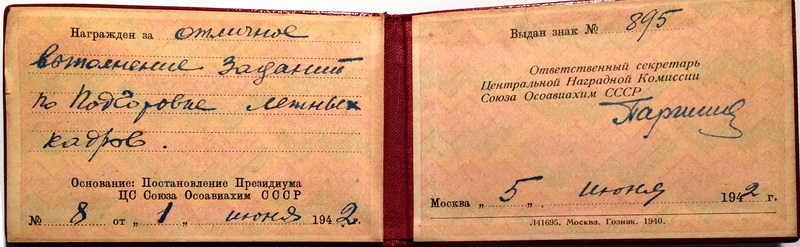 Награжден за отличное
выполнение заданий
по Подготовке летных
кадров.
Основание: Постановление Президиума
ЦС Союза Осоавиахим СССР
№ 8 от „1" июня 1942 г.
Выдан знак № 895
Ответственный секретарь
Центральной Наградной Комиссии
Союза Осоавиахим СССР
Москва „5" июня 1942 г.
Л41695. Москва. Гознак. 1940.